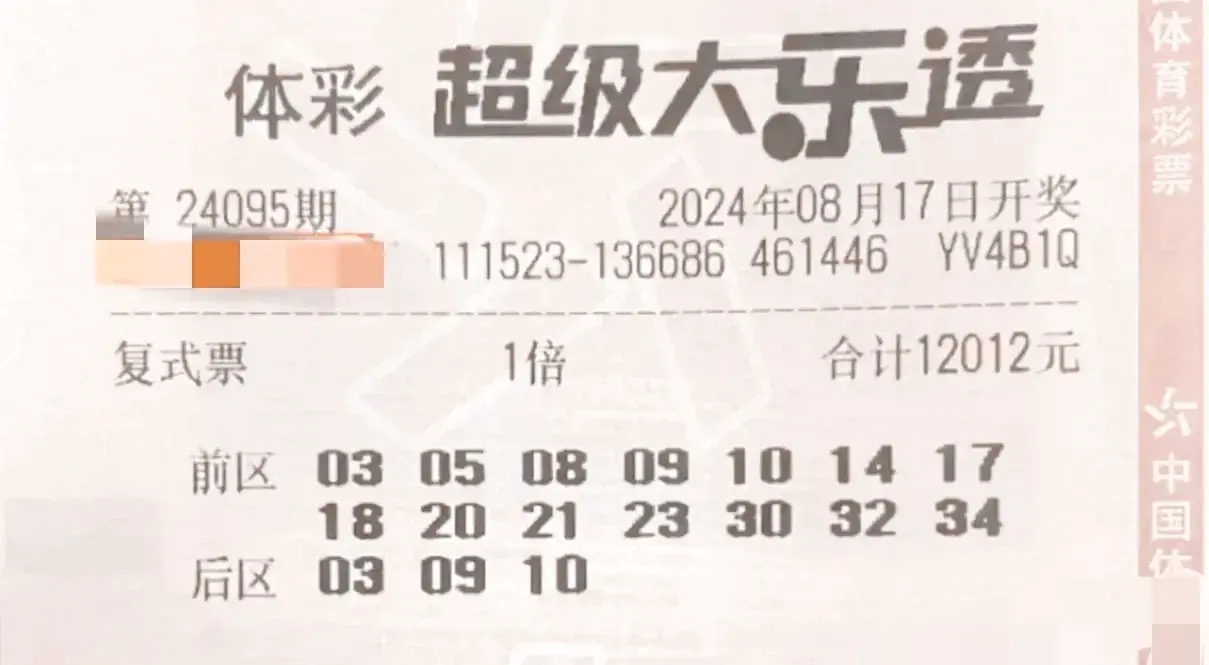 体彩 超级大乐透
第 24095期 2024年08月17日开奖
111523-136686 461446 YV4B1Q
复式票 1倍 合计12012元
前区 03 05 08 09 10 14 17
18 20 21 23 30 32 34
后区 03 09 10
体育彩票
中国体